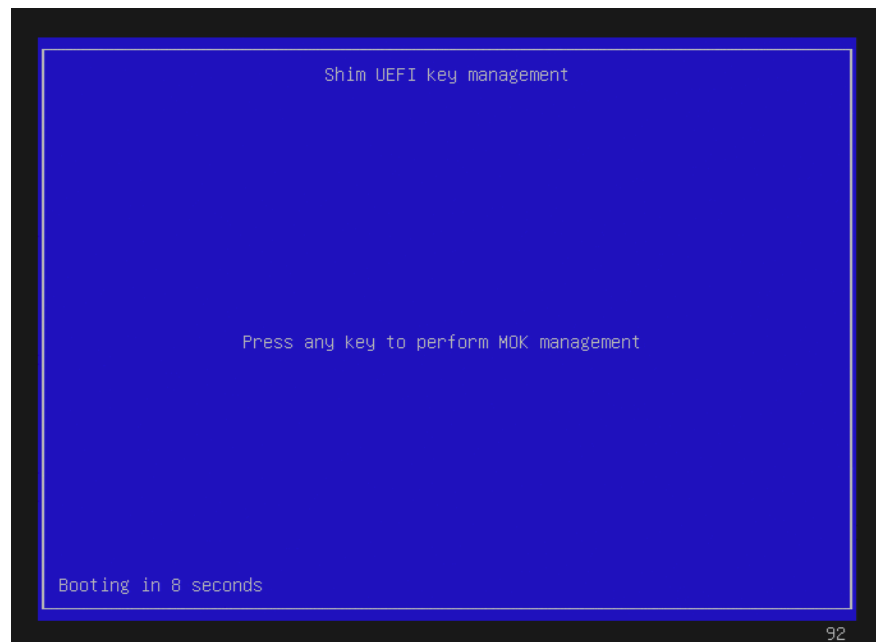 Shim UEFI key management
Press any key to perform MOK management
Booting in 8 seconds
92